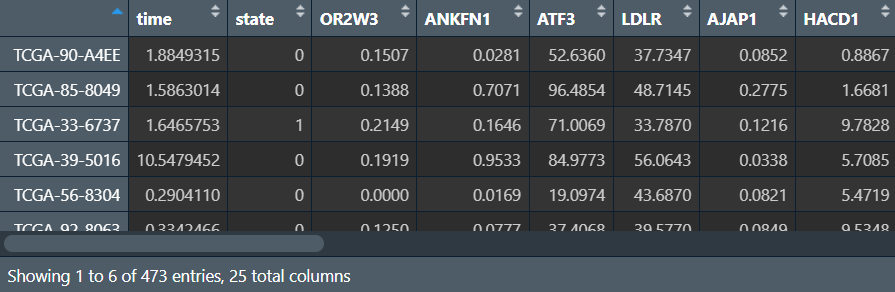 time state OR2W3 ANKFN1 ATF3 LDLR AJAP1 HACD1
TCGA-90-A4EE 1.8849315 0 0.1507 0.0281 52.6360 37.7347 0.0852 0.8867
TCGA-85-8049 1.5863014 0 0.1388 0.7071 96.4854 48.7145 0.2775 1.6681
TCGA-33-6737 1.6465753 1 0.2149 0.1646 71.0069 33.7870 0.1216 9.7828
TCGA-39-5016 10.5479452 0 0.1919 0.9533 84.9773 56.0643 0.0338 5.7085
TCGA-56-8304 0.2904110 0 0.0000 0.0169 19.0974 43.6870 0.0821 5.4719
TCGA-92-8063 0.3342466 0 0.1250 0.0777 37.4068 39.5770 0.0849 9.5348
Showing 1 to 6 of 473 entries, 25 total columns